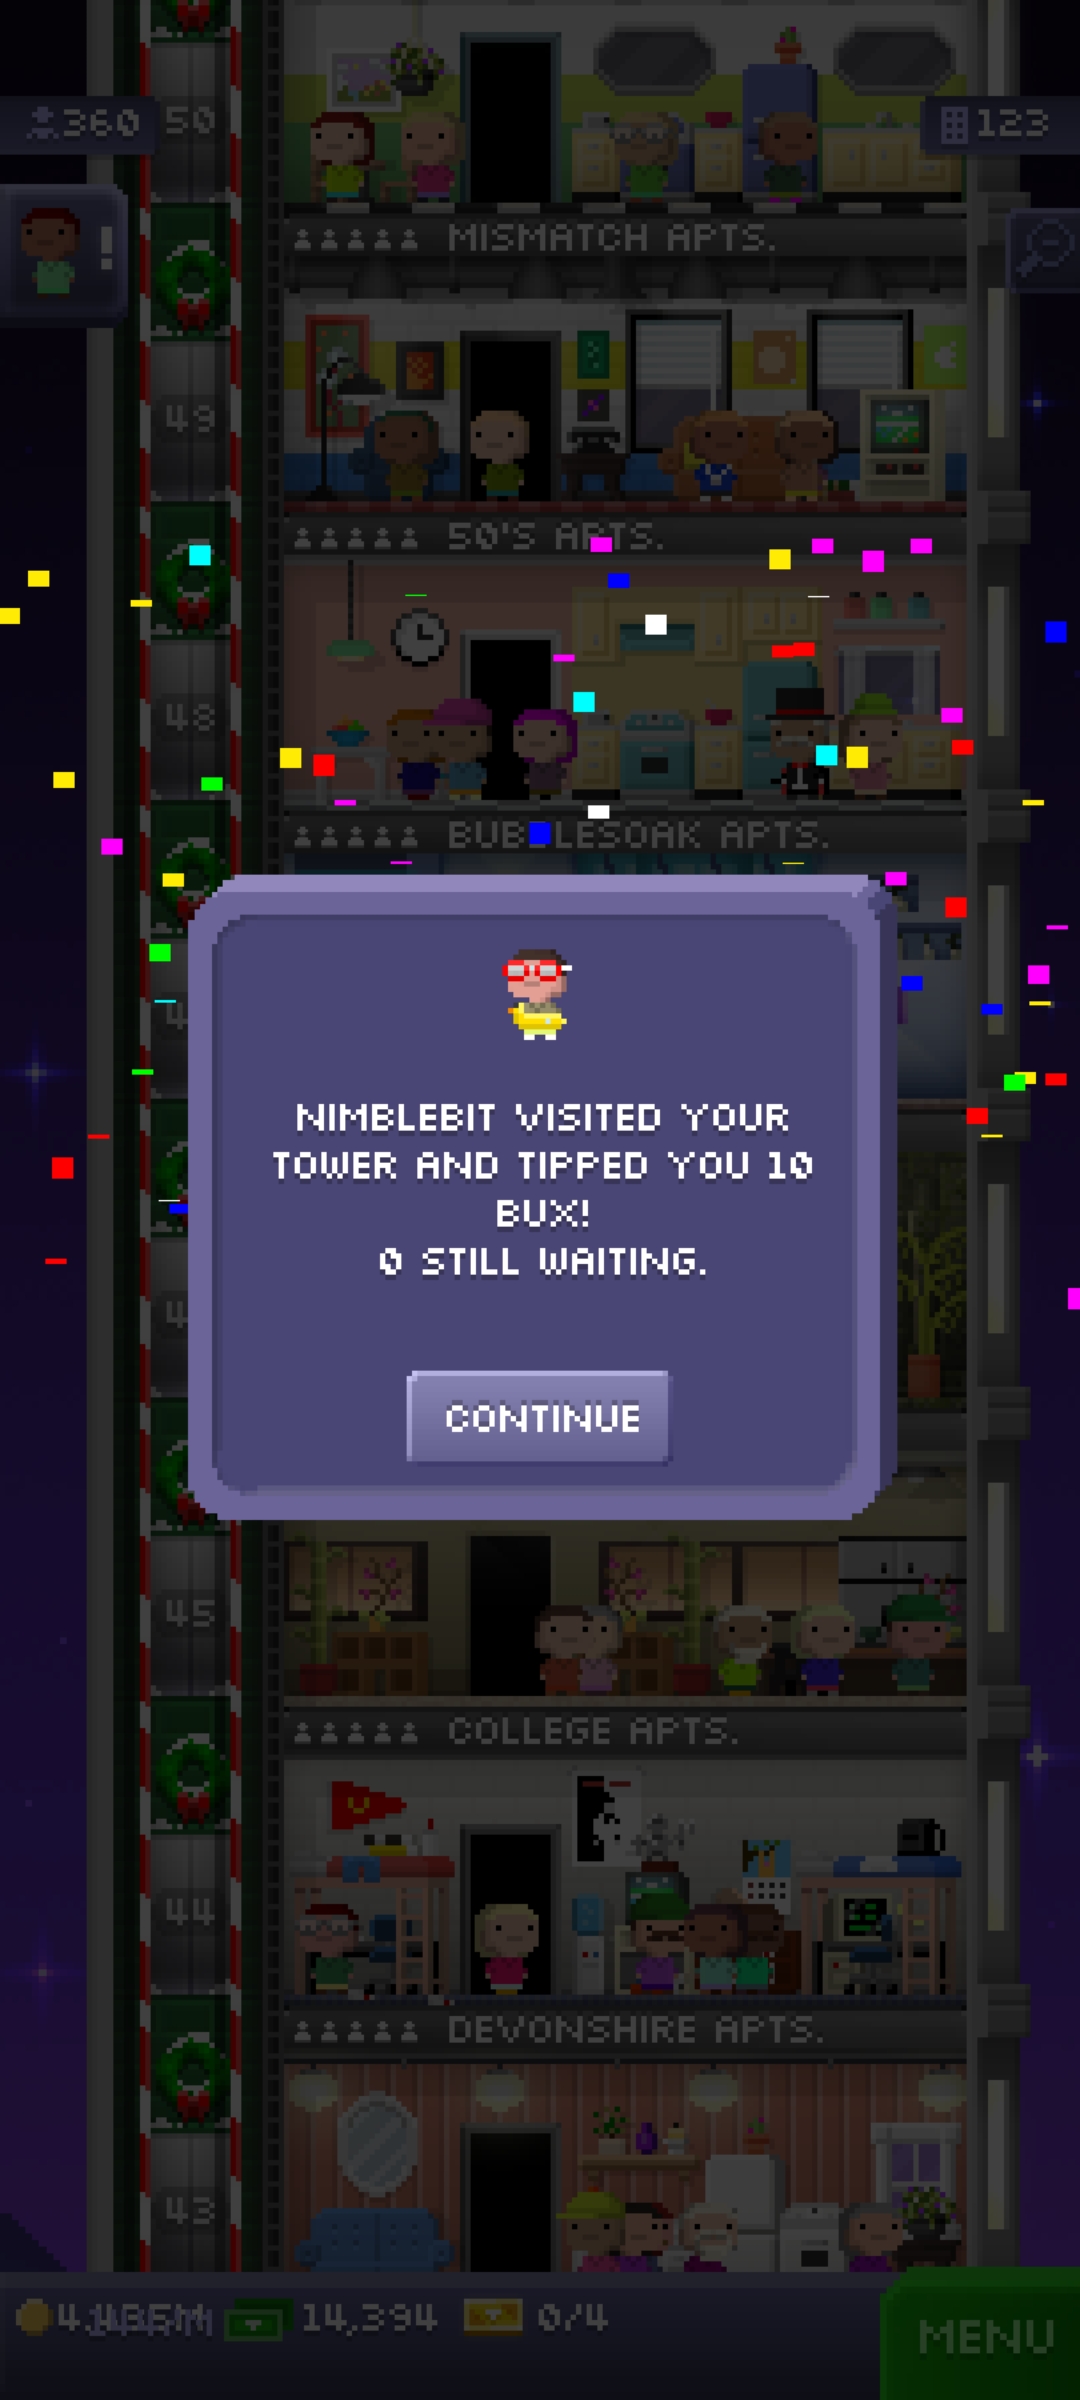 360
50
123
MISMATCH APTS.
49
50'S APTS.
48
BUBBLESOAK APTS.
NIMBLEBIT VISITED YOUR
TOWER AND TIPPED YOU 10
BUX!
0 STILL WAITING.
CONTINUE
45
COLLEGE APTS.
44
DEVONSHIRE APTS.
43
14,394
0/4
MENU